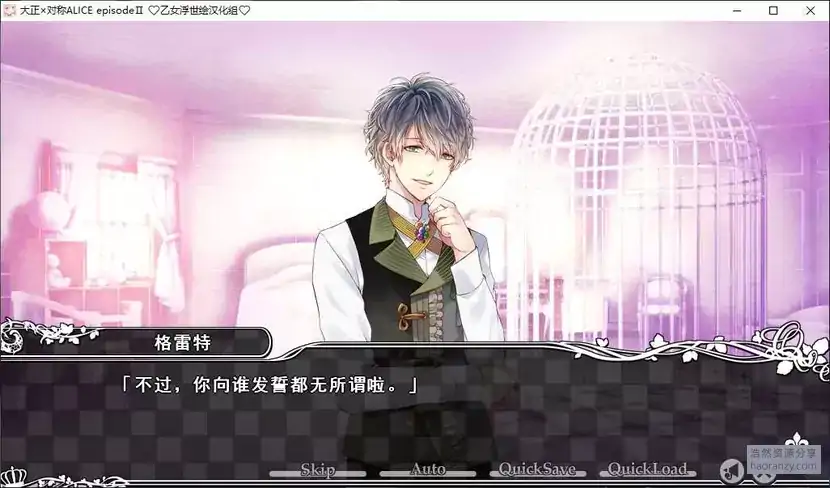 大正×对称ALICE episodeⅡ ♡乙女浮世绘汉化组♡
格雷特
「不过，你向谁发誓都无所谓啦。」
Skip Auto QuickSave QuickLoad
浩然资源分享
haoranzy.com